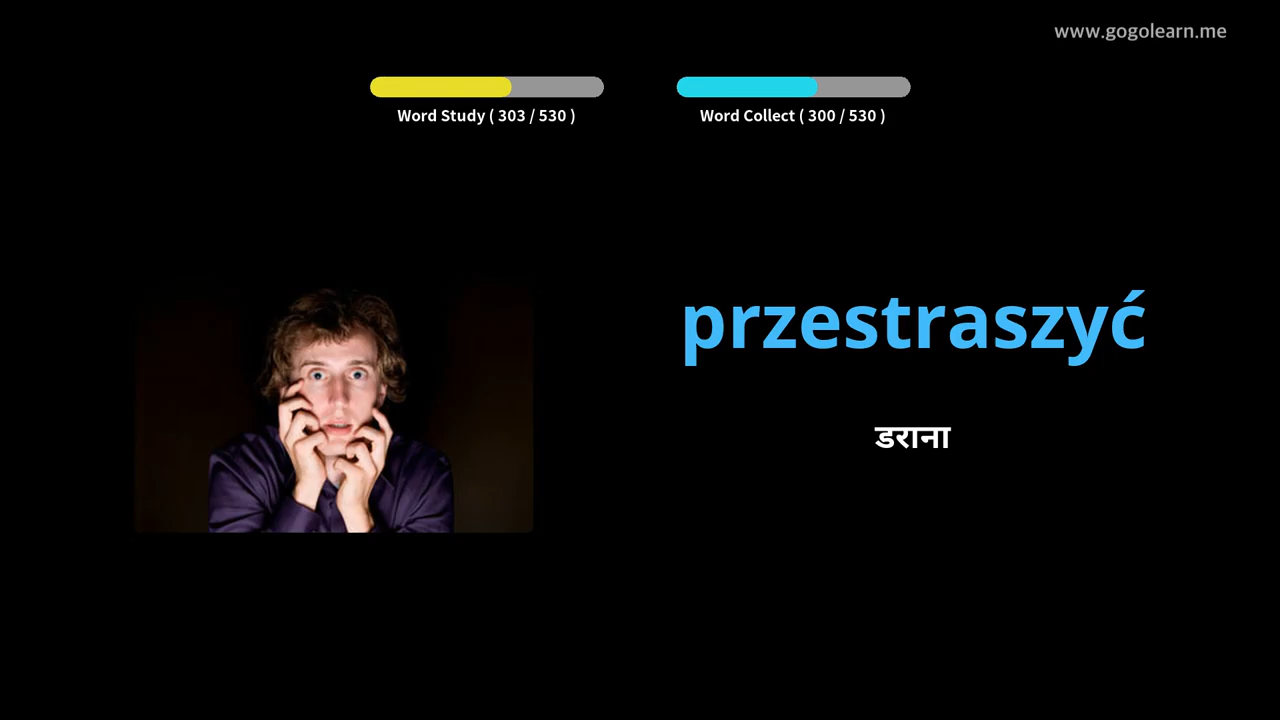 www.gogolearn.me
Word Study ( 303 / 530 )
Word Collect ( 300 / 530 )
przestraszyć
डराना